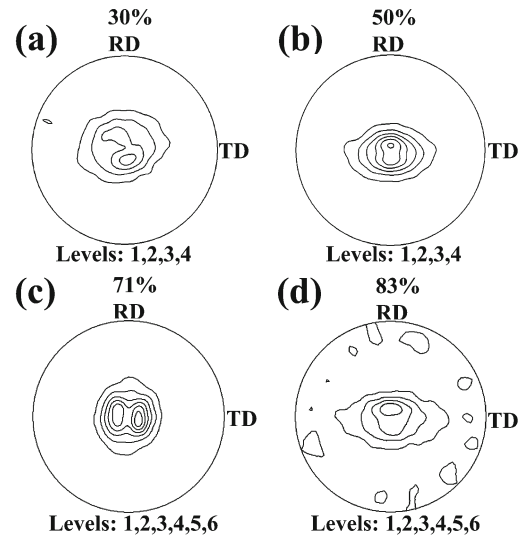 (a) 30% (b) 50%
RD RD
TD TD
Levels: 1,2,3,4 Levels: 1,2,3,4
(c) 71% (d) 83%
RD RD
TD TD
Levels: 1,2,3,4,5,6 Levels: 1,2,3,4,5,6